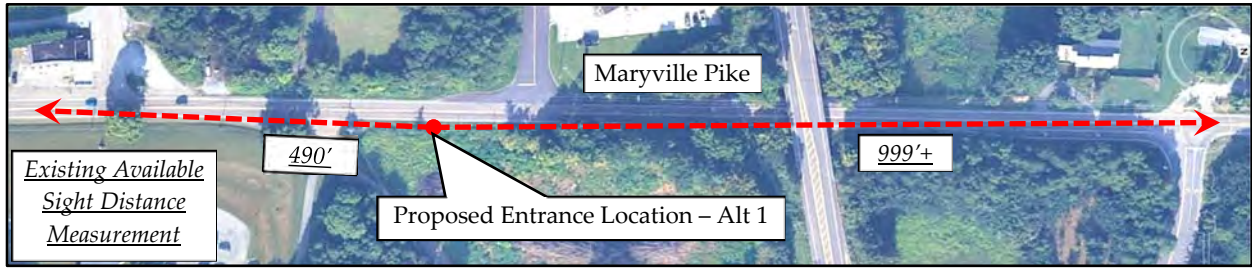 Maryville Pike
N
490'
999'+
Existing Available
Sight Distance
Measurement
Proposed Entrance Location – Alt 1